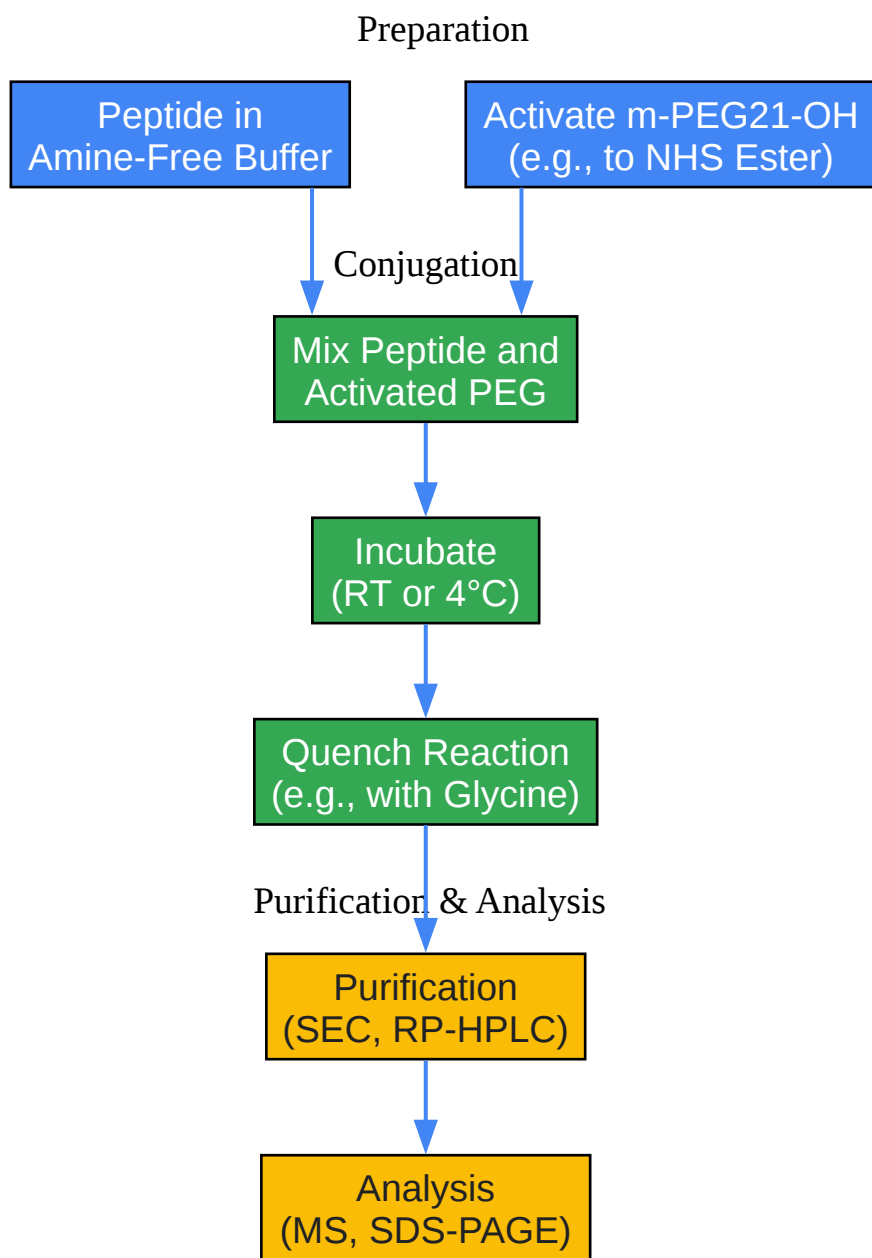 Preparation
Peptide in
Amine-Free Buffer
Activate m-PEG21-OH
(e.g., to NHS Ester)
Conjugation
Mix Peptide and
Activated PEG
Incubate
(RT or 4°C)
Quench Reaction
(e.g., with Glycine)
Purification & Analysis
Purification
(SEC, RP-HPLC)
Analysis
(MS, SDS-PAGE)